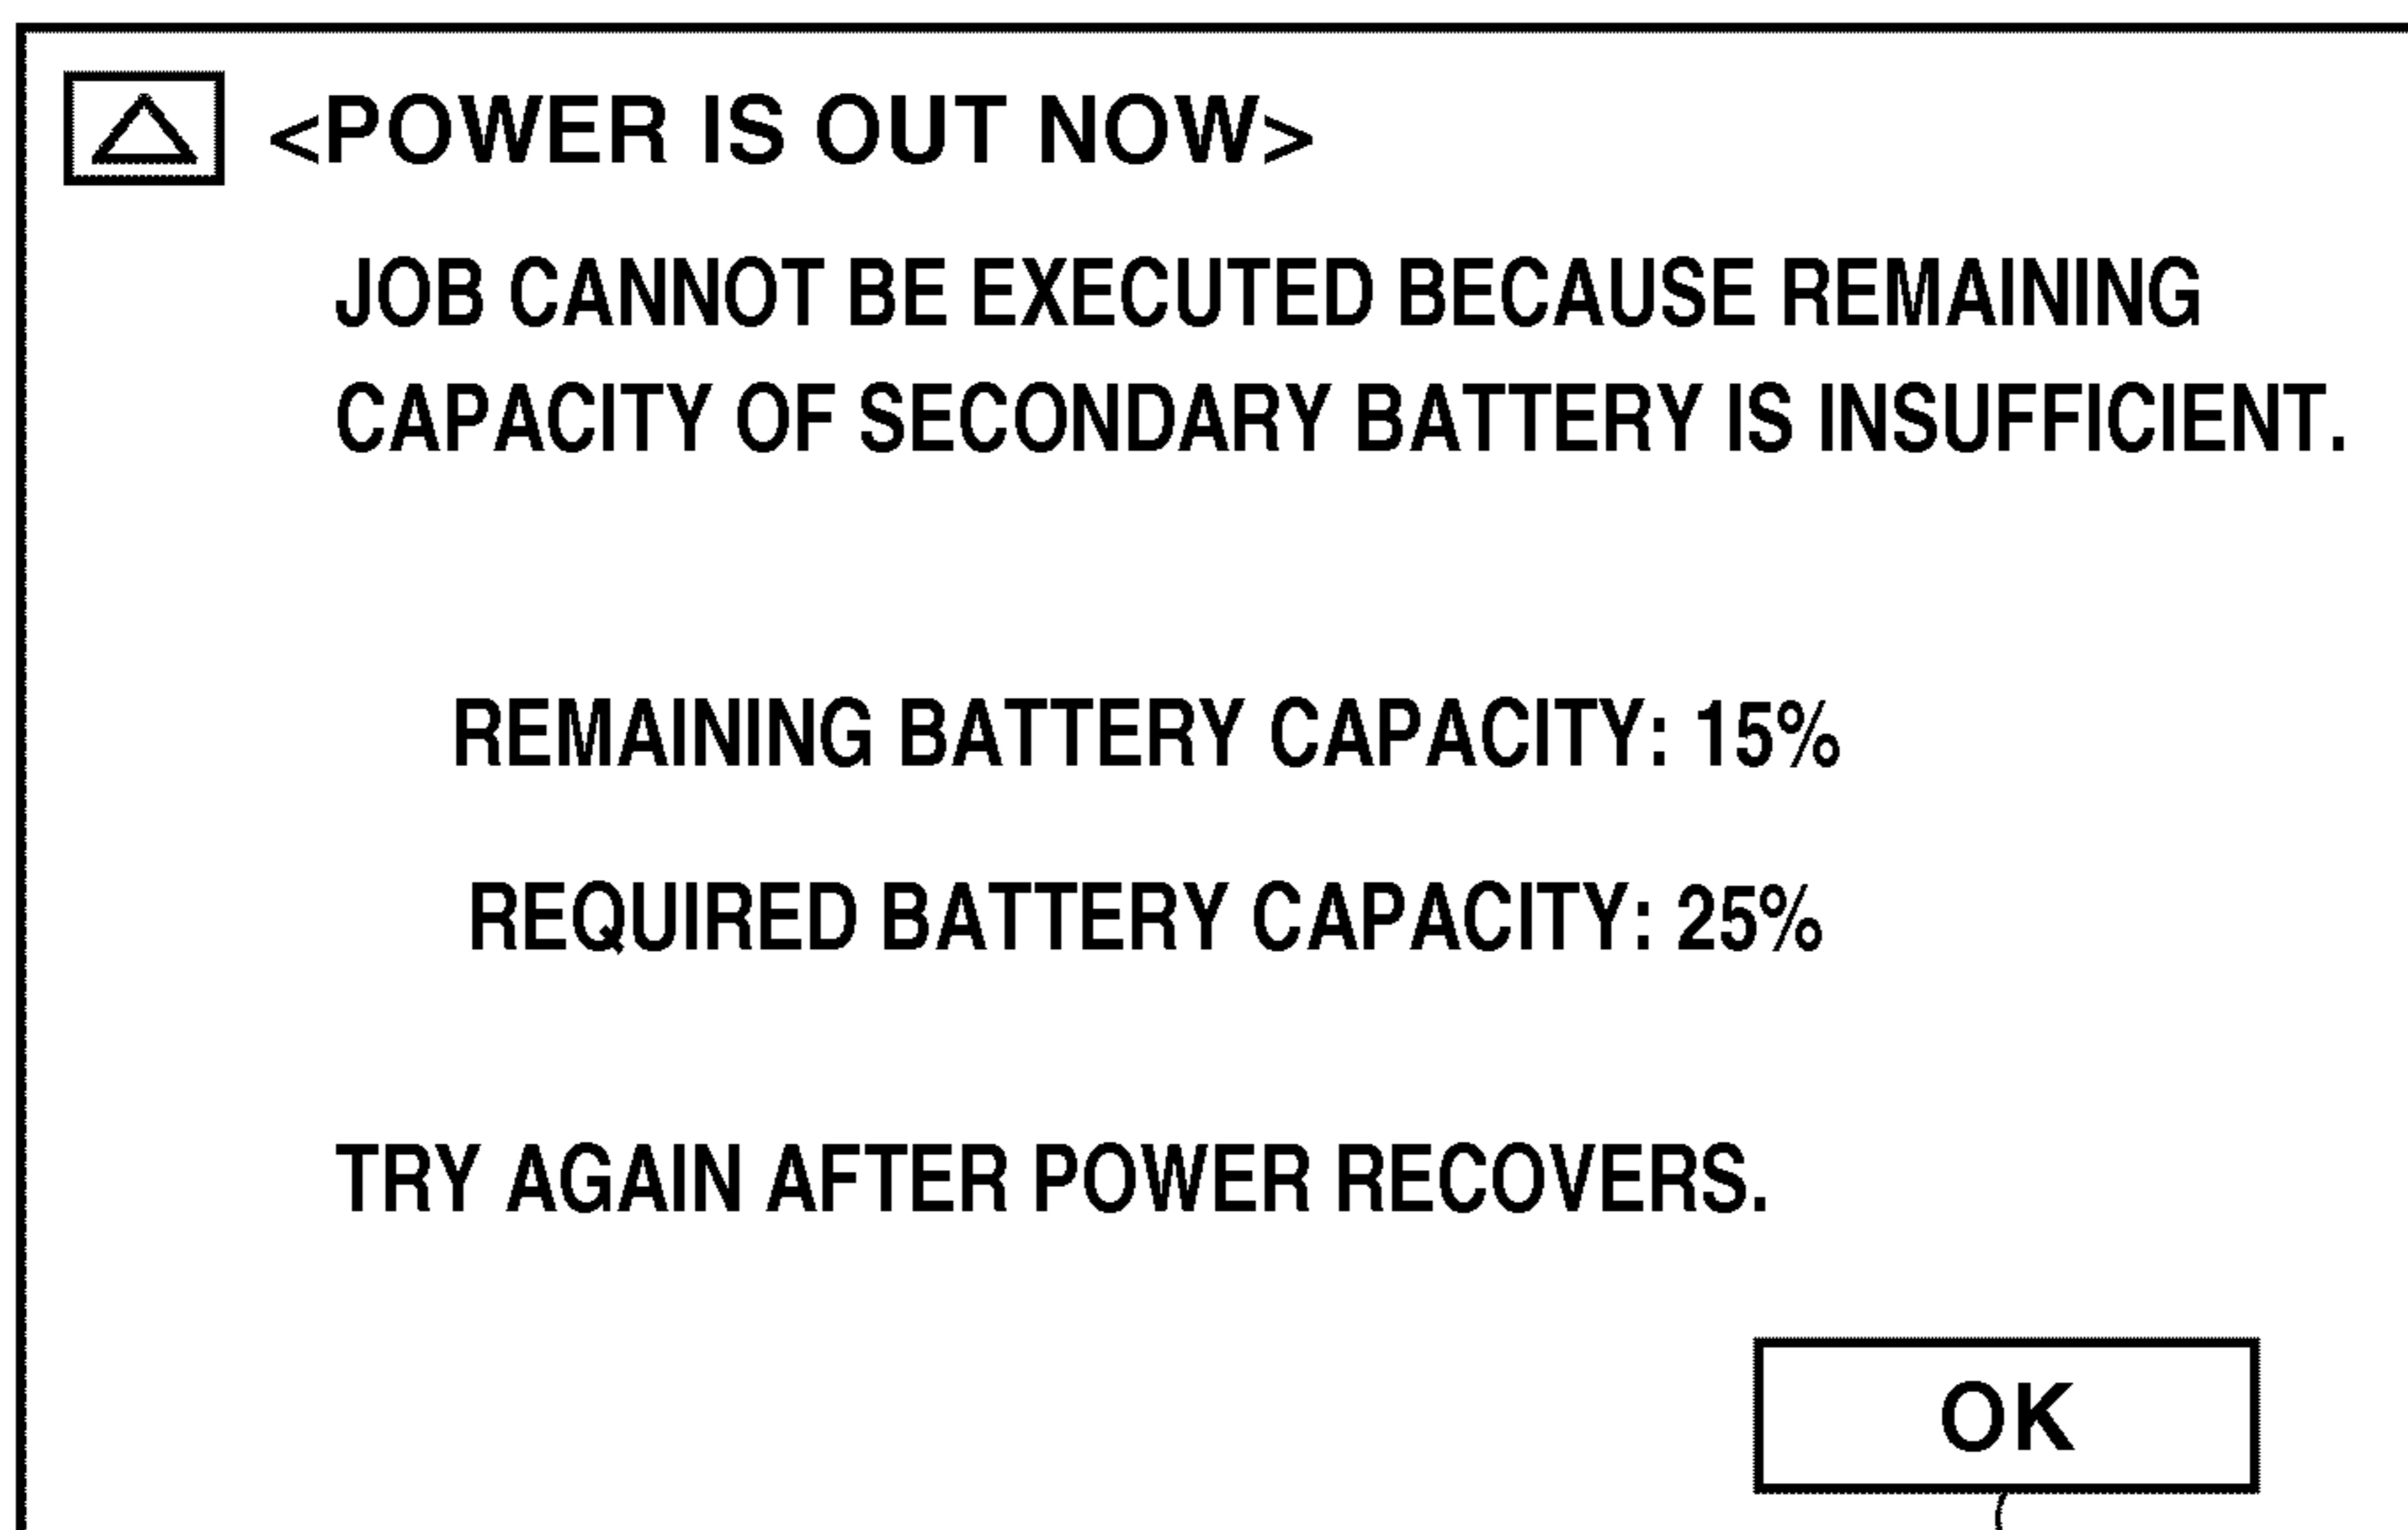 <POWER IS OUT NOW>
JOB CANNOT BE EXECUTED BECAUSE REMAINING
CAPACITY OF SECONDARY BATTERY IS INSUFFICIENT.
REMAINING BATTERY CAPACITY: 15%
REQUIRED BATTERY CAPACITY: 25%
TRY AGAIN AFTER POWER RECOVERS.
OK